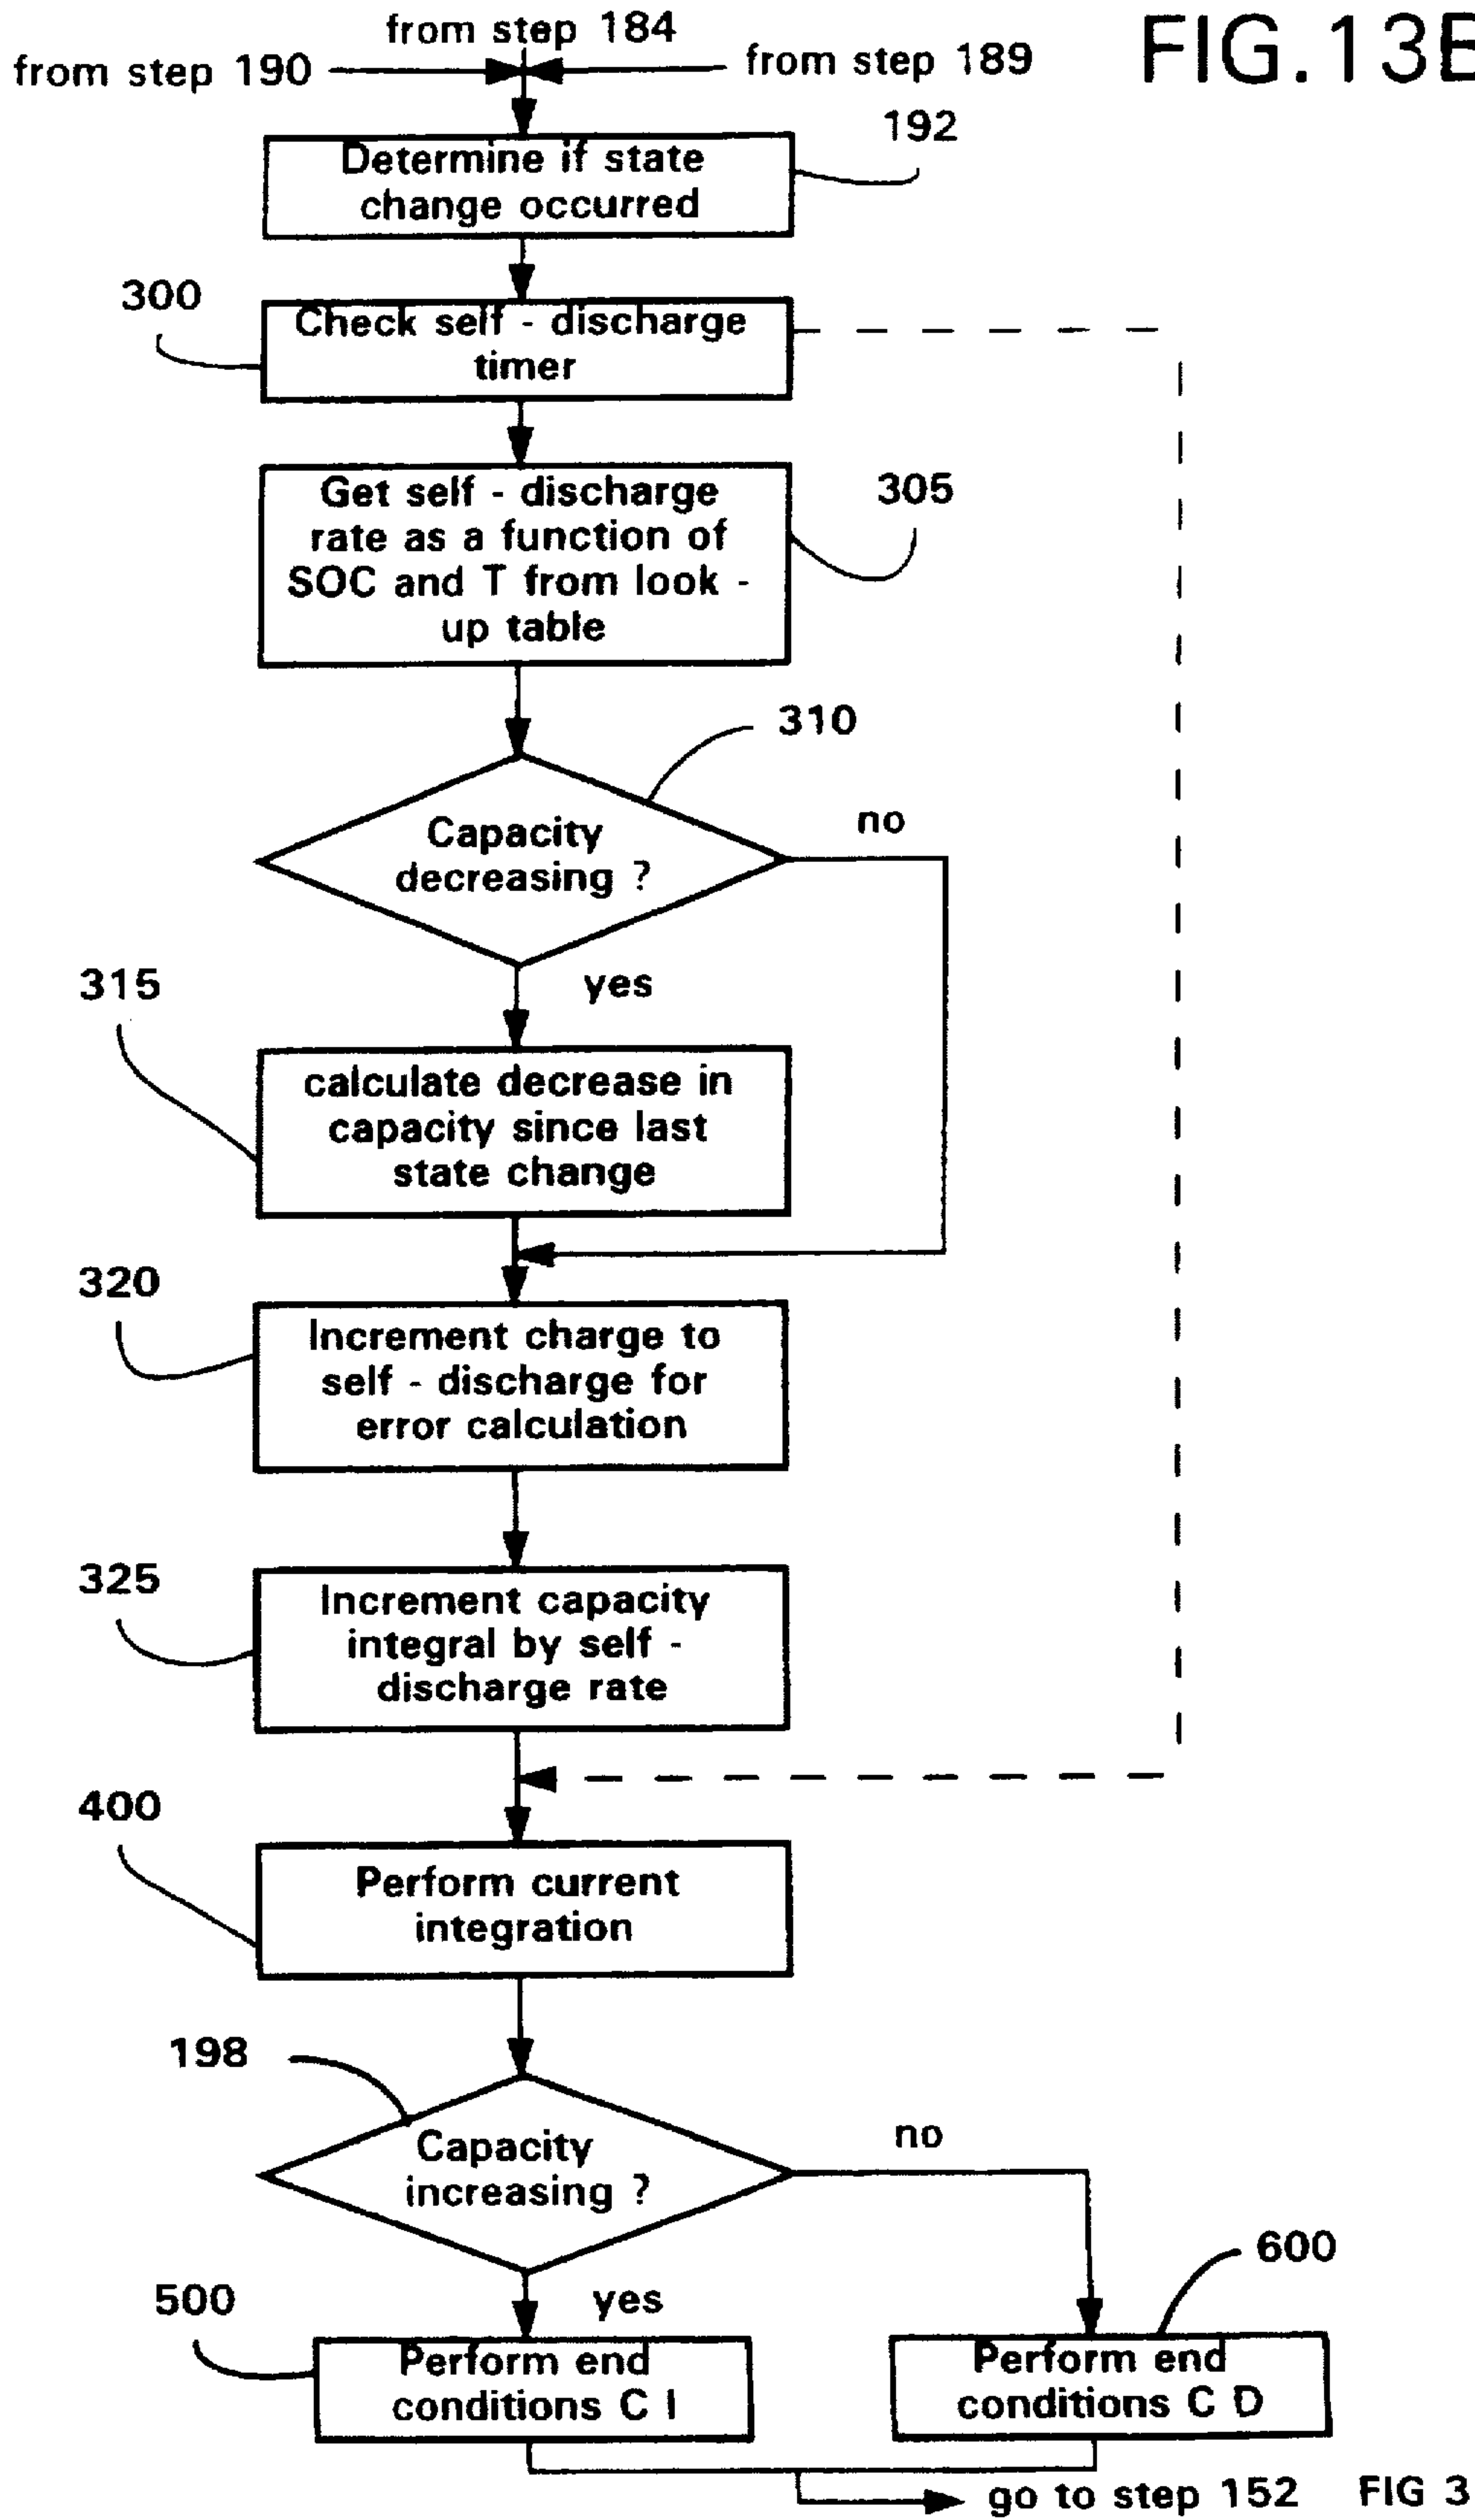 from step 184
FIG.13B
from step 190
from step 189
192
Determine if state
change occurred
300
Check self - discharge
timer
305
Get self - discharge
rate as a function of
SOC and T from look -
up table
310
Capacity
decreasing ?
no
yes
315
calculate decrease in
capacity since last
state change
320
Increment charge to
self - discharge for
error calculation
325
Increment capacity
integral by self -
discharge rate
400
Perform current
integration
198
Capacity
increasing ?
no
600
500
yes
Perform end
conditions C I
Perform end
conditions C D
go to step 152 FIG 3